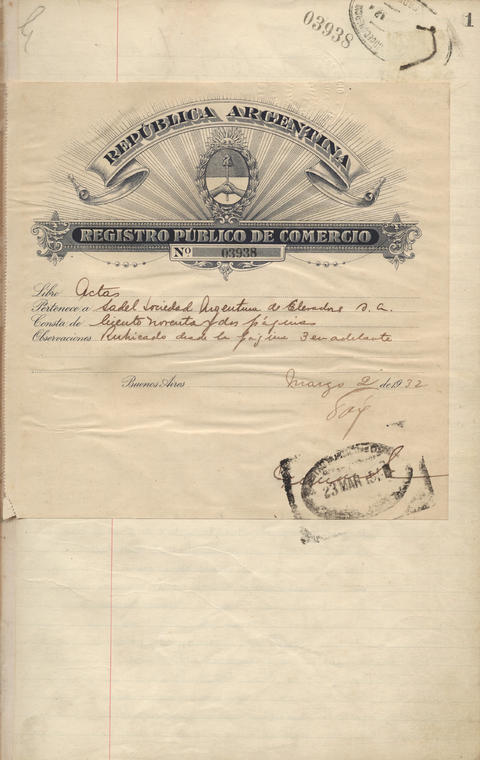 1
03938
REPÚBLICA ARGENTINA
REGISTRO PÚBLICO DE COMERCIO
Nº 03938
Libro Actas
Pertenece a Sadel Sociedad Argentina de Elevadores S. A.
Consta de ciento noventa y dos páginas
Observaciones Rubricado desde la página 3 en adelante
Buenos Aires Marzo 2 de 1932
23 MAR